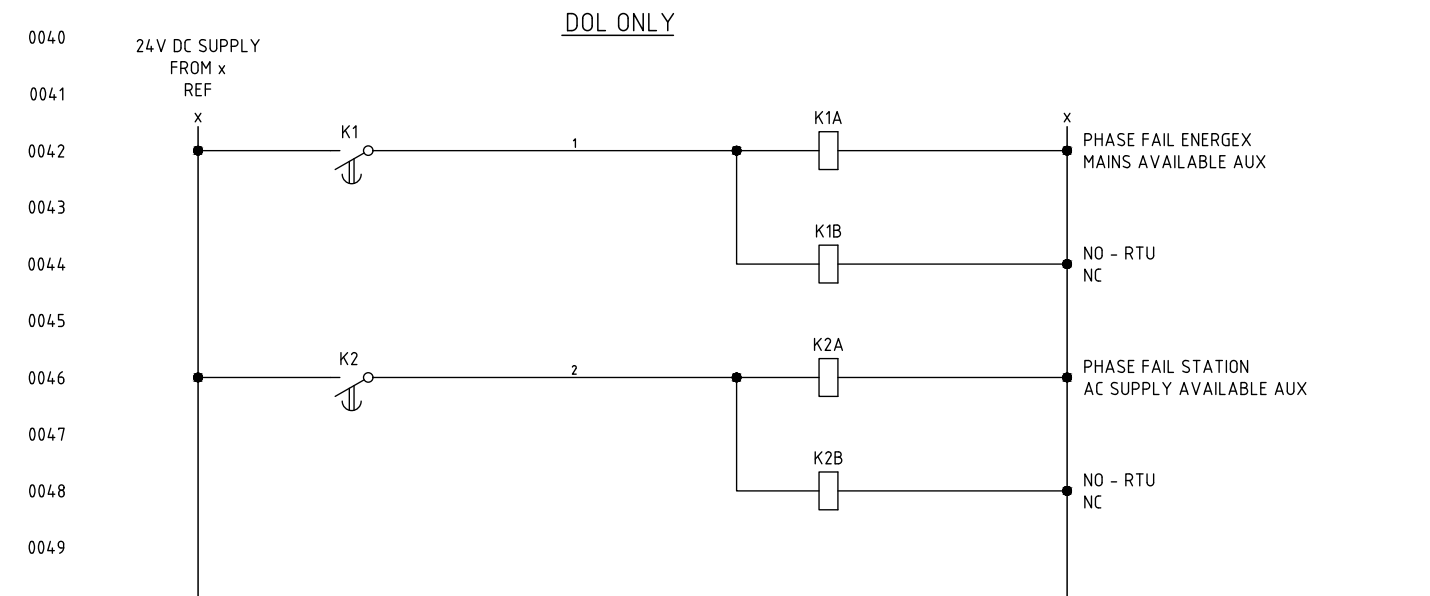 DOL ONLY
0040
24V DC SUPPLY
FROM x
REF
0041
x
K1
K1A
x
0042
1
PHASE FAIL ENERGEX
MAINS AVAILABLE AUX
0043
K1B
0044
NO - RTU
NC
0045
K2
K2A
0046
2
PHASE FAIL STATION
AC SUPPLY AVAILABLE AUX
0047
K2B
0048
NO - RTU
NC
0049